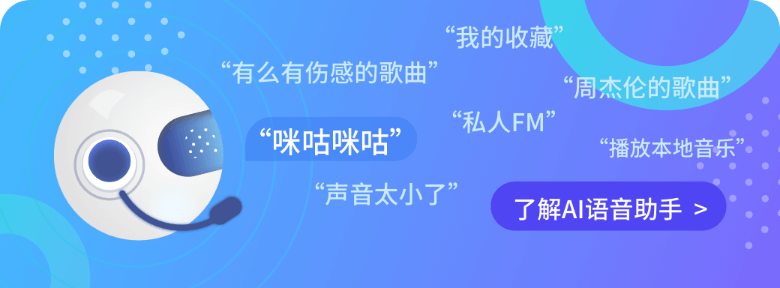 “我的收藏”
“有么有伤感的歌曲”
“周杰伦的歌曲”
“私人FM”
“咪咕咪咕”
“播放本地音乐”
“声音太小了”
了解AI语音助手 >